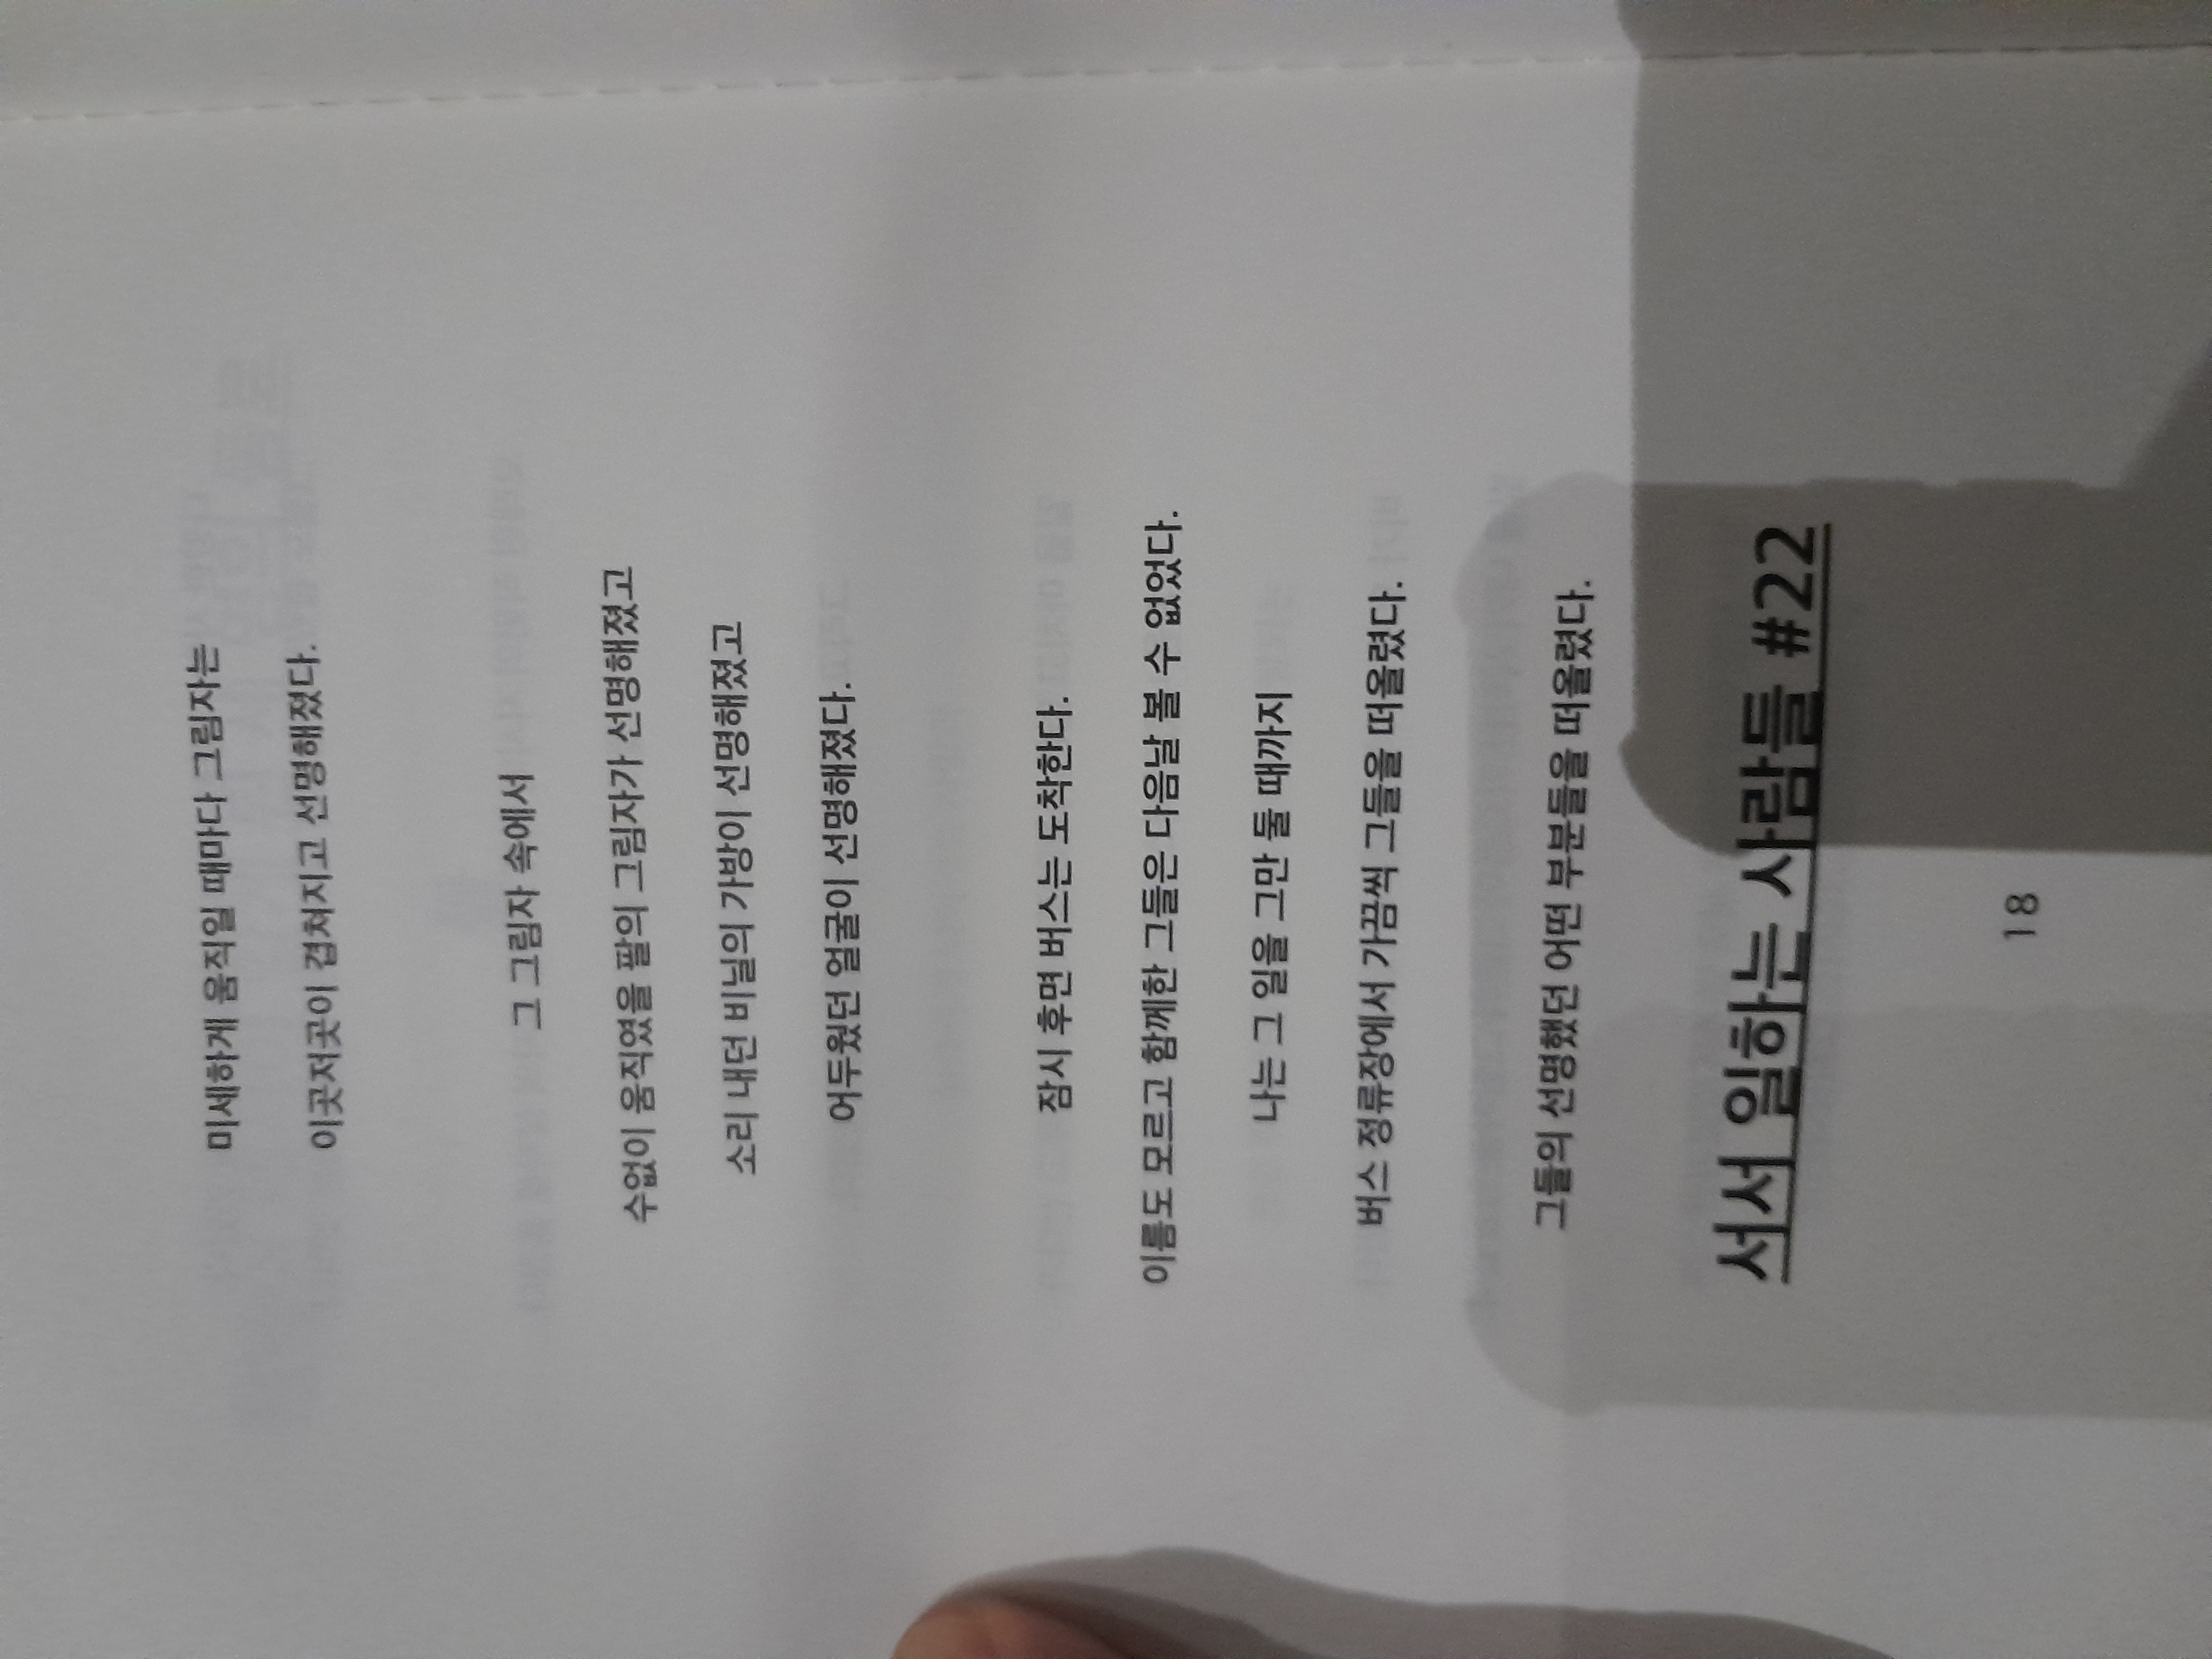 미세하게 움직일 때마다 그림자는
이곳저곳이 겹쳐지고 선명해졌다.
그 그림자 속에서
수없이 움직였을 팔의 그림자가 선명해졌고
소리 내던 비닐의 가방이 선명해졌고
어두웠던 얼굴이 선명해졌다.
잠시 후면 버스는 도착한다.
이름도 모르고 함께한 그들은 다음날 볼 수 없었다.
나는 그 일을 그만 둘 때까지
버스 정류장에서 가끔씩 그들을 떠올렸다.
그들의 선명했던 어떤 부분들을 떠올렸다.
서서 일하는 사람들 #22
18